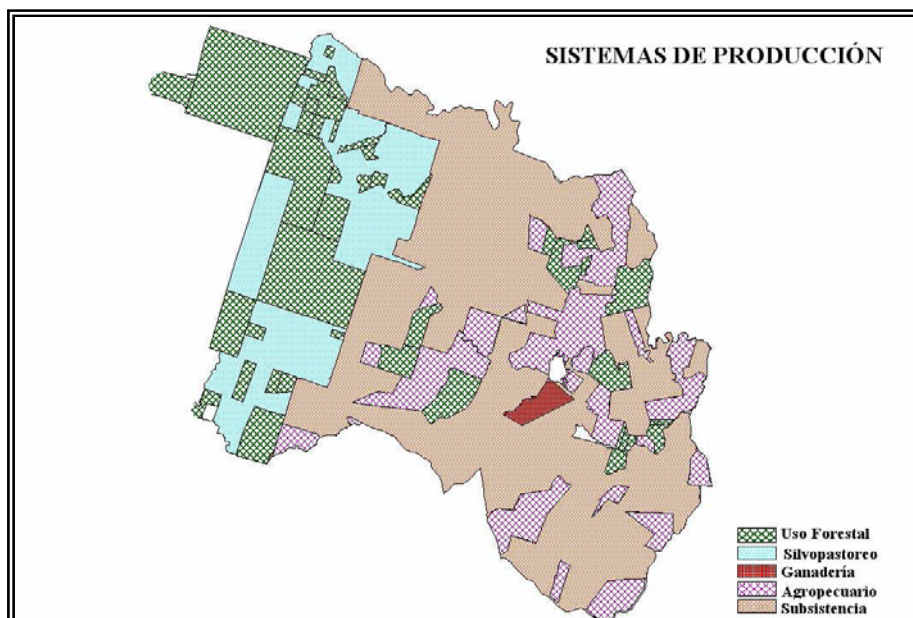 SISTEMAS DE PRODUCCIÓN
Uso Forestal
Silvopastoreo
Ganadería
Agropecuario
Subsistencia